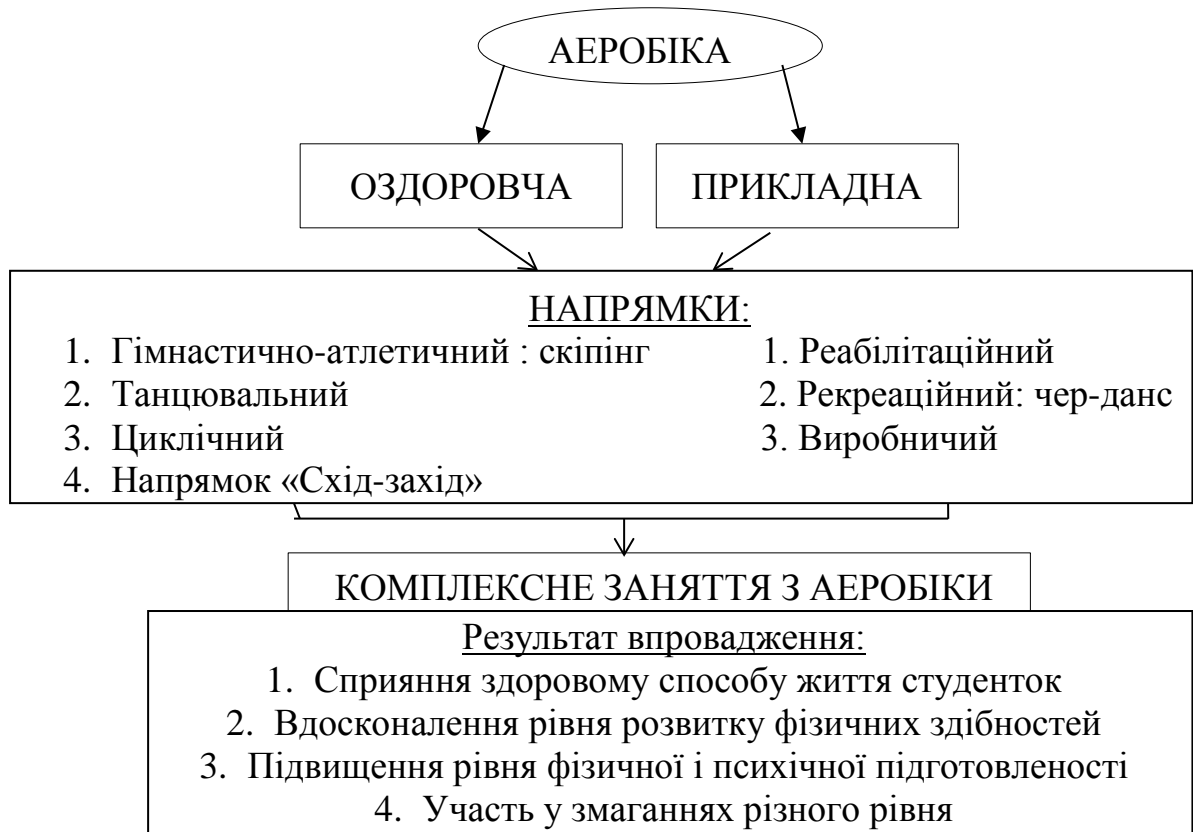 АЕРОБІКА
ОЗДОРОВЧА
ПРИКЛАДНА
НАПРЯМКИ:
1. Гімнастично-атлетичний : скіпінг
2. Танцювальний
3. Циклічний
4. Напрямок «Схід-захід»
1. Реабілітаційний
2. Рекреаційний: чер-данс
3. Виробничий
КОМПЛЕКСНЕ ЗАНЯТТЯ З АЕРОБІКИ
Результат впровадження:
1. Сприяння здоровому способу життя студенток
2. Вдосконалення рівня розвитку фізичних здібностей
3. Підвищення рівня фізичної і психічної підготовленості
4. Участь у змаганнях різного рівня